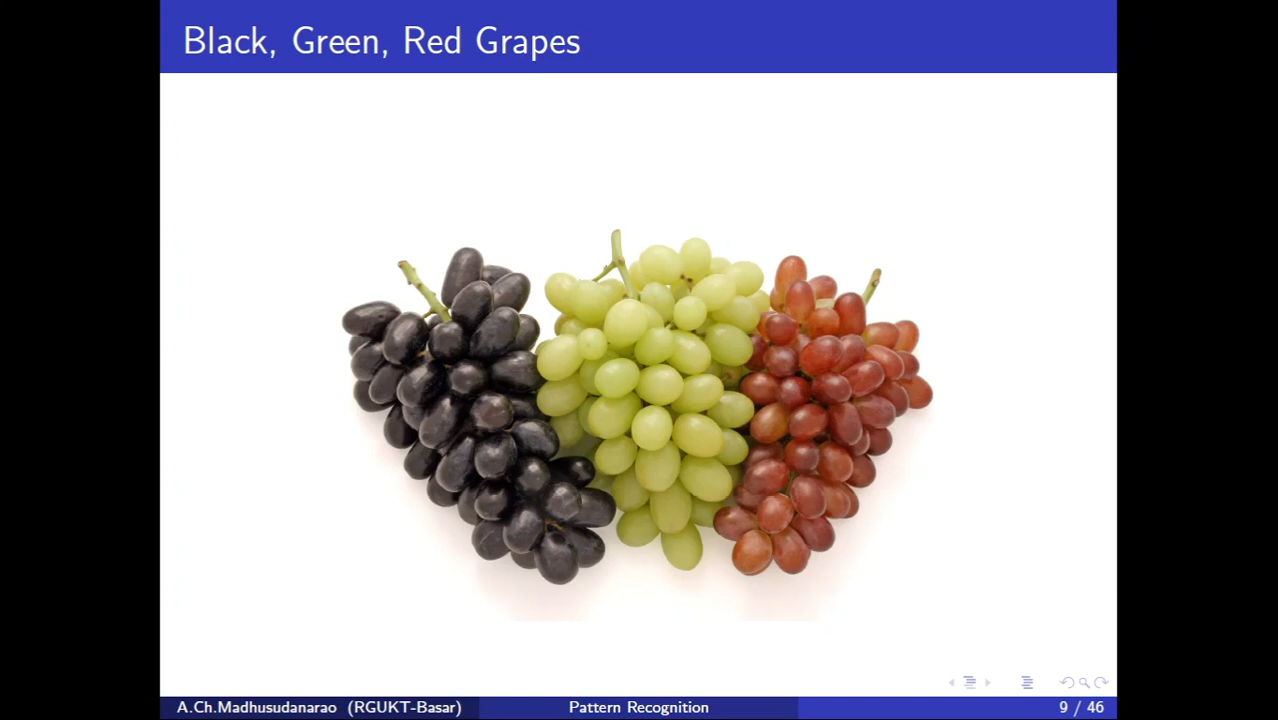 Black, Green, Red Grapes
A.Ch.Madhusudanarao (RGUKT-Basar) Pattern Recognition 9 / 46